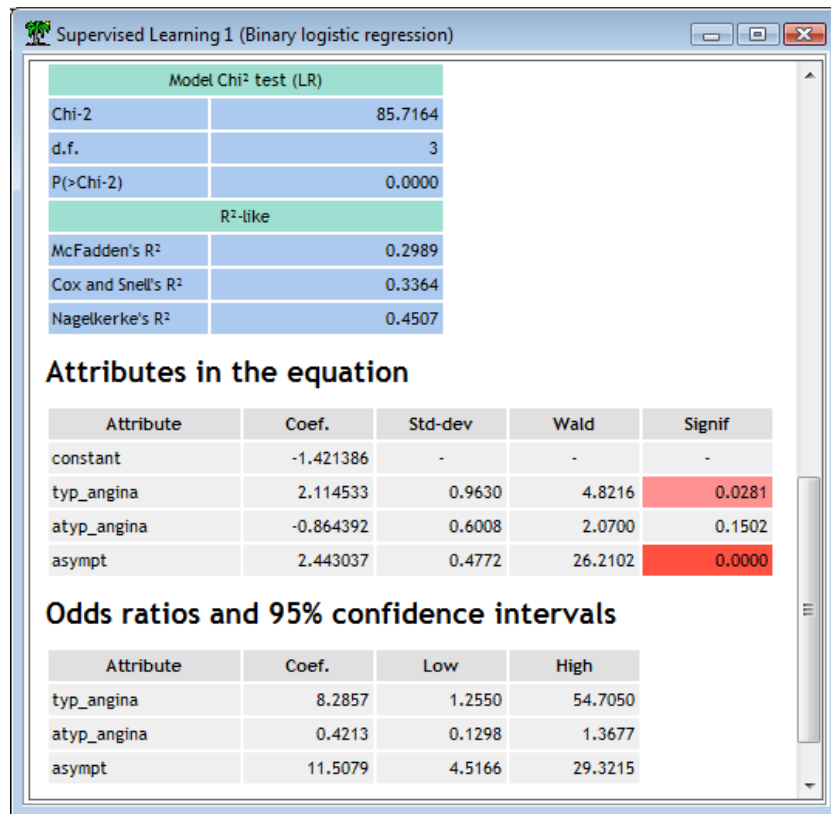 Supervised Learning 1 (Binary logistic regression)
Model Chi² test (LR)
Chi-2 85.7164
d.f. 3
P(>Chi-2) 0.0000
R²-like
McFadden's R² 0.2989
Cox and Snell's R² 0.3364
Nagelkerke's R² 0.4507
Attributes in the equation
Attribute Coef. Std-dev Wald Signif
constant -1.421386 - - -
typ_angina 2.114533 0.9630 4.8216 0.0281
atyp_angina -0.864392 0.6008 2.0700 0.1502
asympt 2.443037 0.4772 26.2102 0.0000
Odds ratios and 95% confidence intervals
Attribute Coef. Low High
typ_angina 8.2857 1.2550 54.7050
atyp_angina 0.4213 0.1298 1.3677
asympt 11.5079 4.5166 29.3215